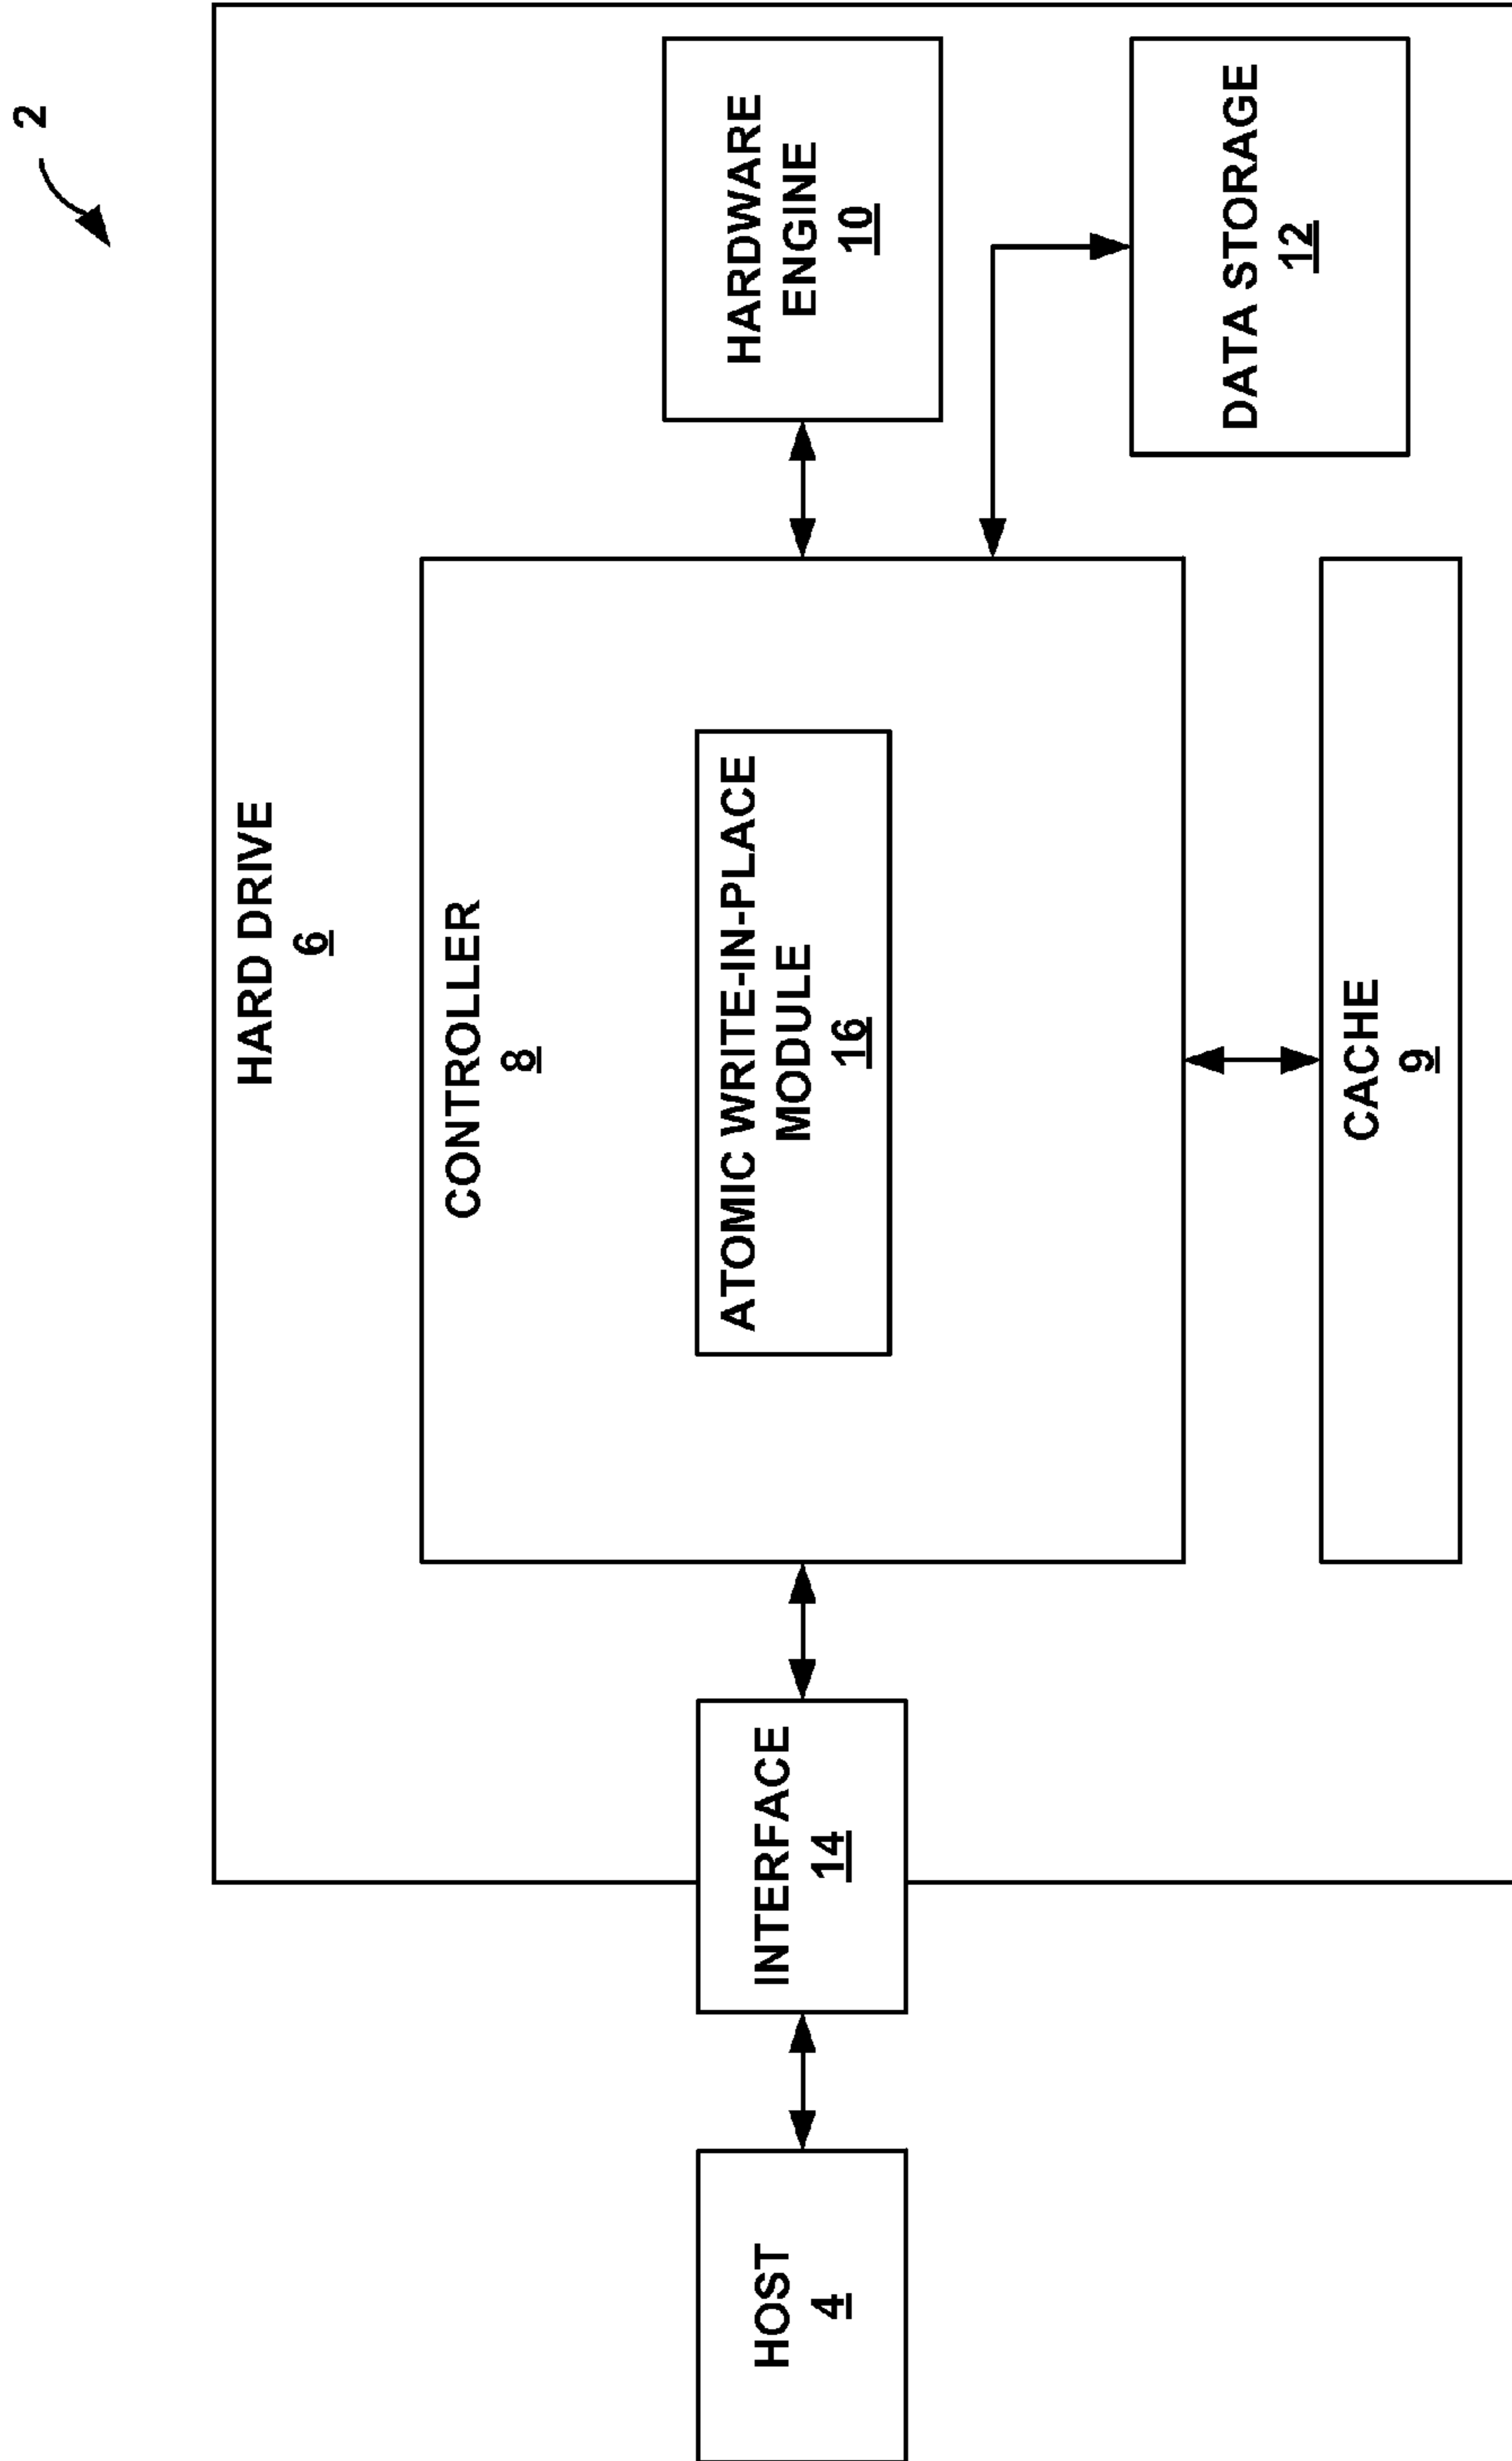 2
HARD DRIVE
6
CONTROLLER
8
HARDWARE
ENGINE
10
ATOMIC WRITE-IN-PLACE
MODULE
16
HOST
4
INTERFACE
14
DATA STORAGE
12
CACHE
9